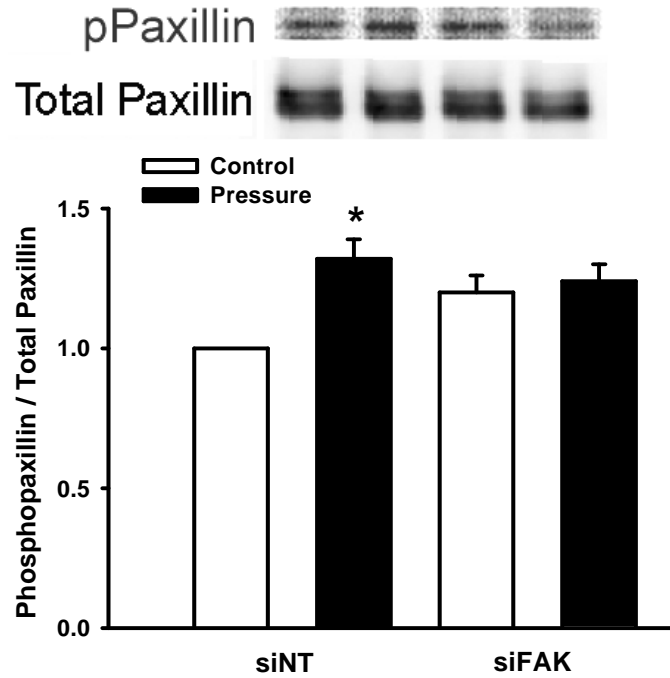 pPaxillin
Total Paxillin
Control
Pressure
Phosphopaxillin / Total Paxillin
1.5
1.0
0.5
0.0
*
siNT
siFAK